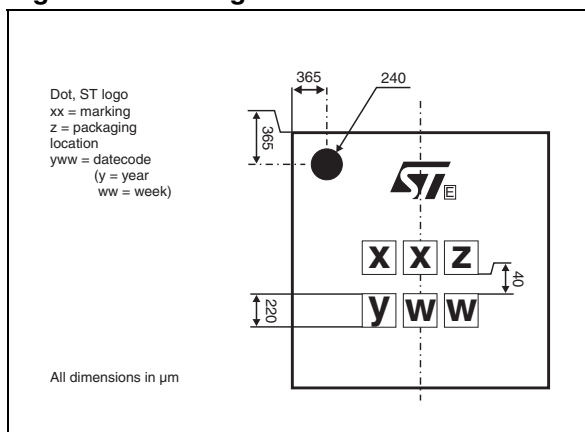 365
240
Dot, ST logo
xx = marking
z = packaging
location
yww = datecode
(y = year
ww = week)
365
ST
E
x x z
40
y w w
220
All dimensions in µm